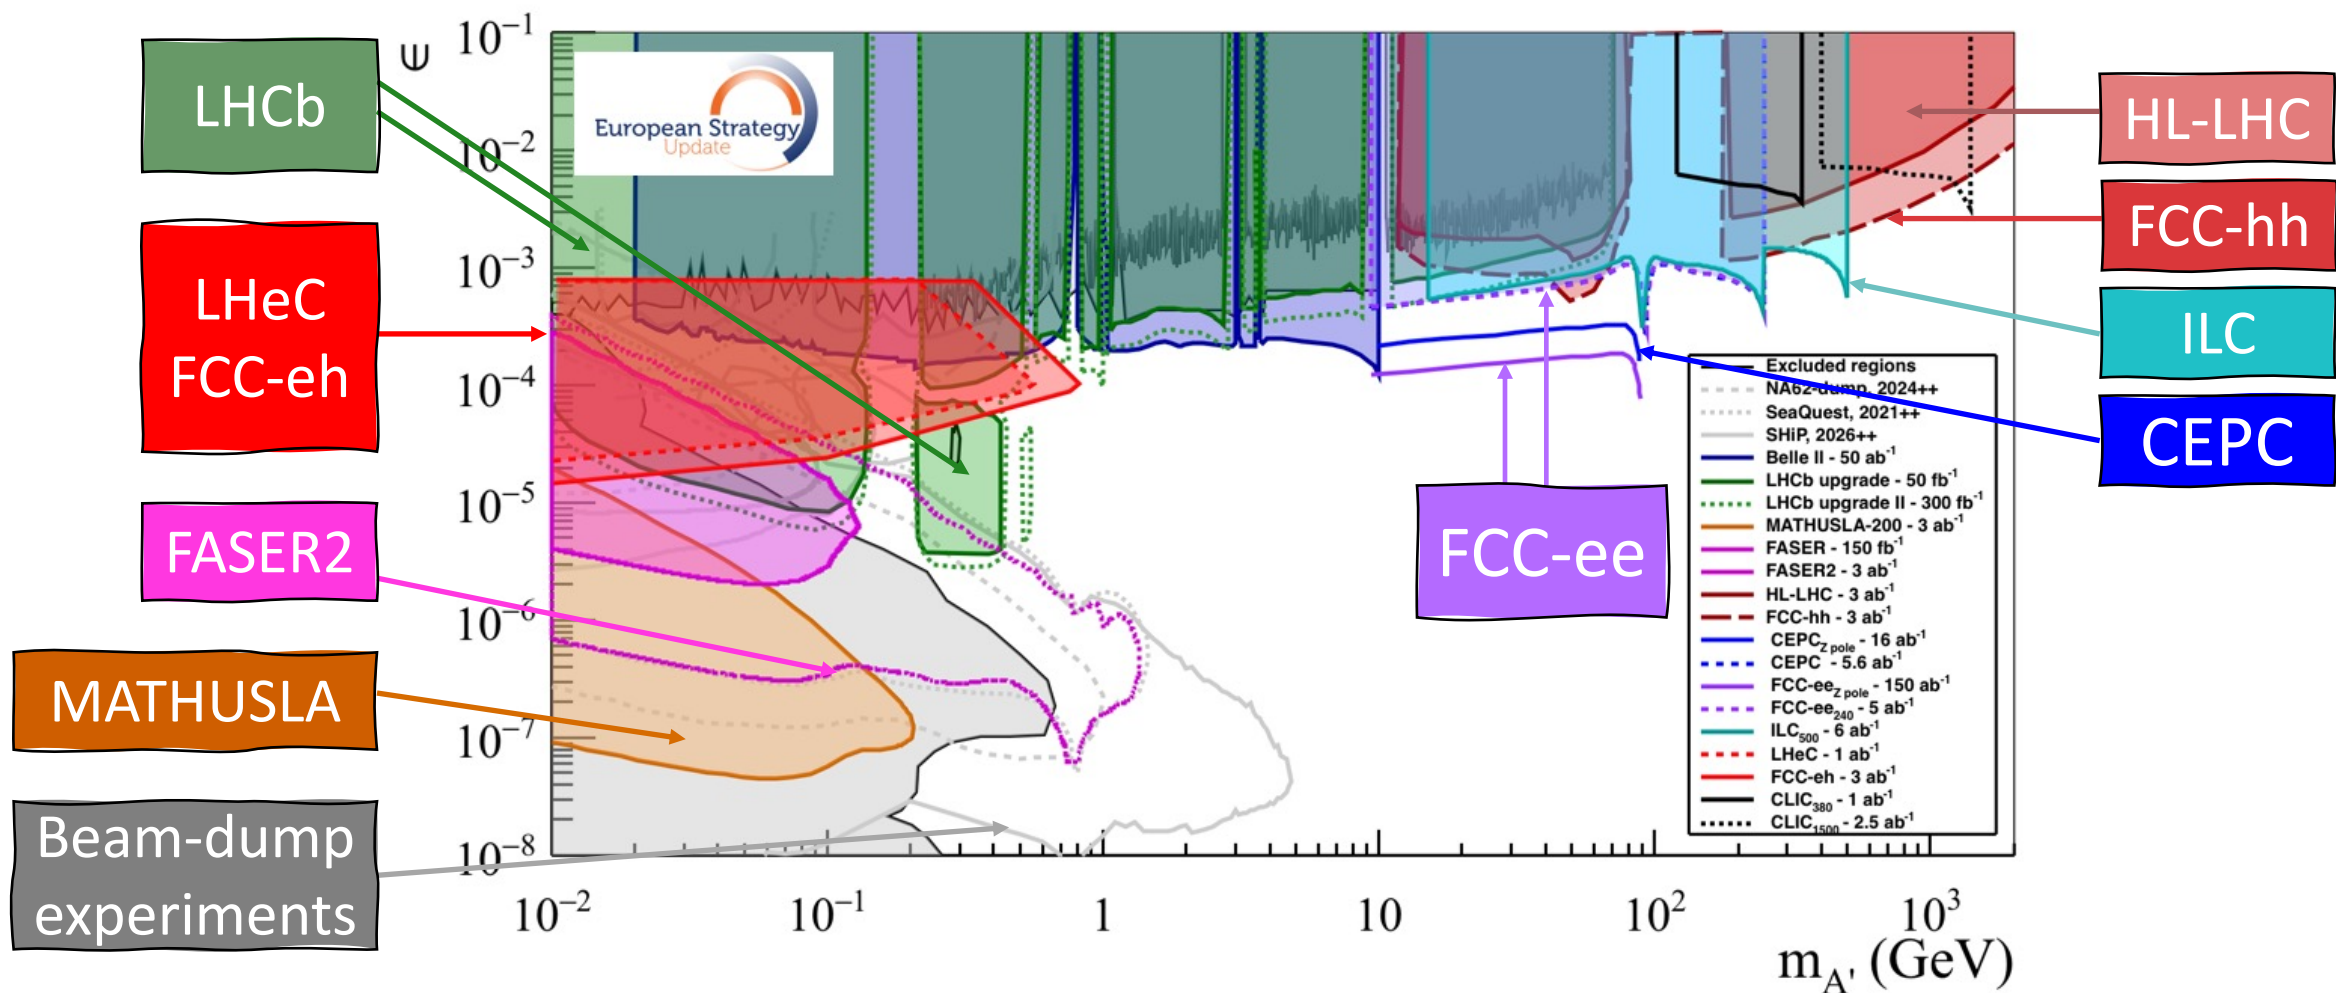 LHCb
LHeC
FCC-eh
FASER2
MATHUSLA
Beam-dump
experiments
ϵ
10⁻¹
10⁻²
10⁻³
10⁻⁴
10⁻⁵
10⁻⁶
10⁻⁷
10⁻⁸
European Strategy
Update
HL-LHC
FCC-hh
ILC
CEPC
FCC-ee
Excluded regions
NA62-dump, 2024++
SeaQuest, 2021++
SHiP, 2026++
Belle II - 50 ab⁻¹
LHCb upgrade - 50 fb⁻¹
LHCb upgrade II - 300 fb⁻¹
MATHUSLA-200 - 3 ab⁻¹
FASER - 150 fb⁻¹
FASER2 - 3 ab⁻¹
HL-LHC - 3 ab⁻¹
FCC-hh - 3 ab⁻¹
CEPC Z pole - 16 ab⁻¹
CEPC - 5.6 ab⁻¹
FCC-ee Z pole - 150 ab⁻¹
FCC-ee₂₄₀ - 5 ab⁻¹
ILC₅₀₀ - 6 ab⁻¹
LHeC - 1 ab⁻¹
FCC-eh - 3 ab⁻¹
CLIC₃₈₀ - 1 ab⁻¹
CLIC₁₅₀₀ - 2.5 ab⁻¹
10⁻² 10⁻¹ 1 10 10² 10³
m_A' (GeV)